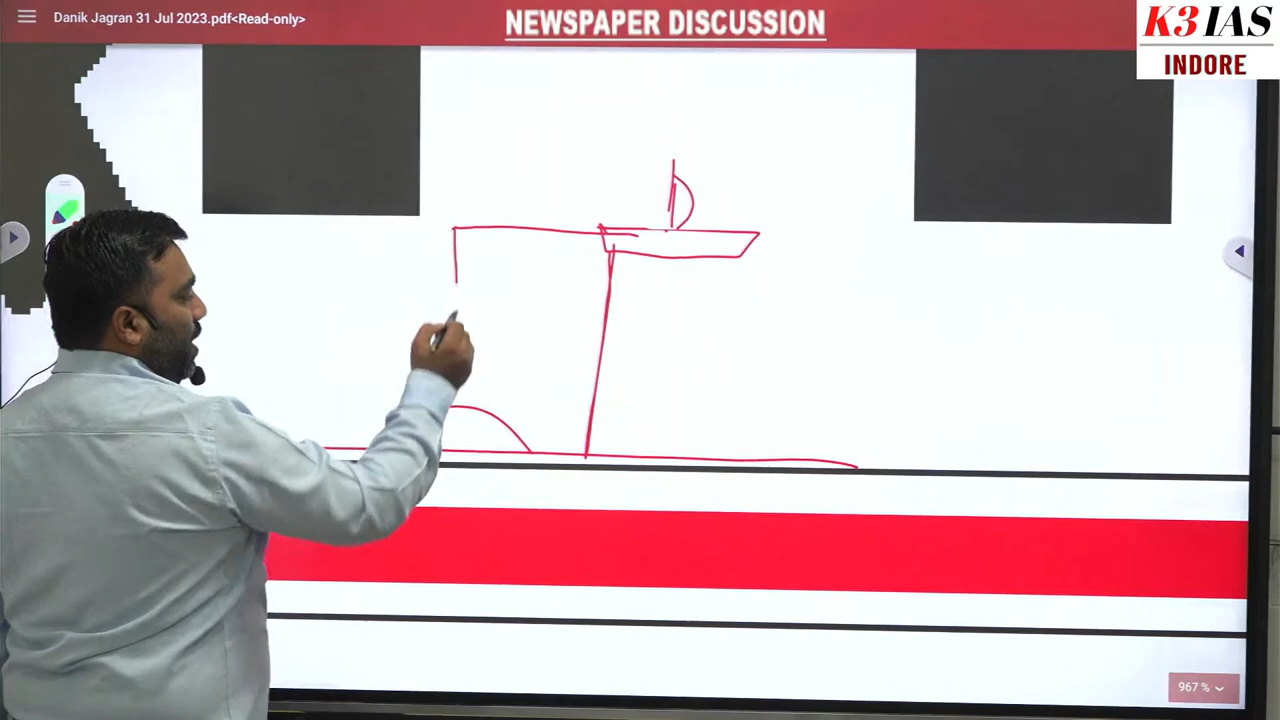 Danik Jagran 31 Jul 2023.pdf<Read-only>
NEWSPAPER DISCUSSION
K3 IAS
INDORE
967 %